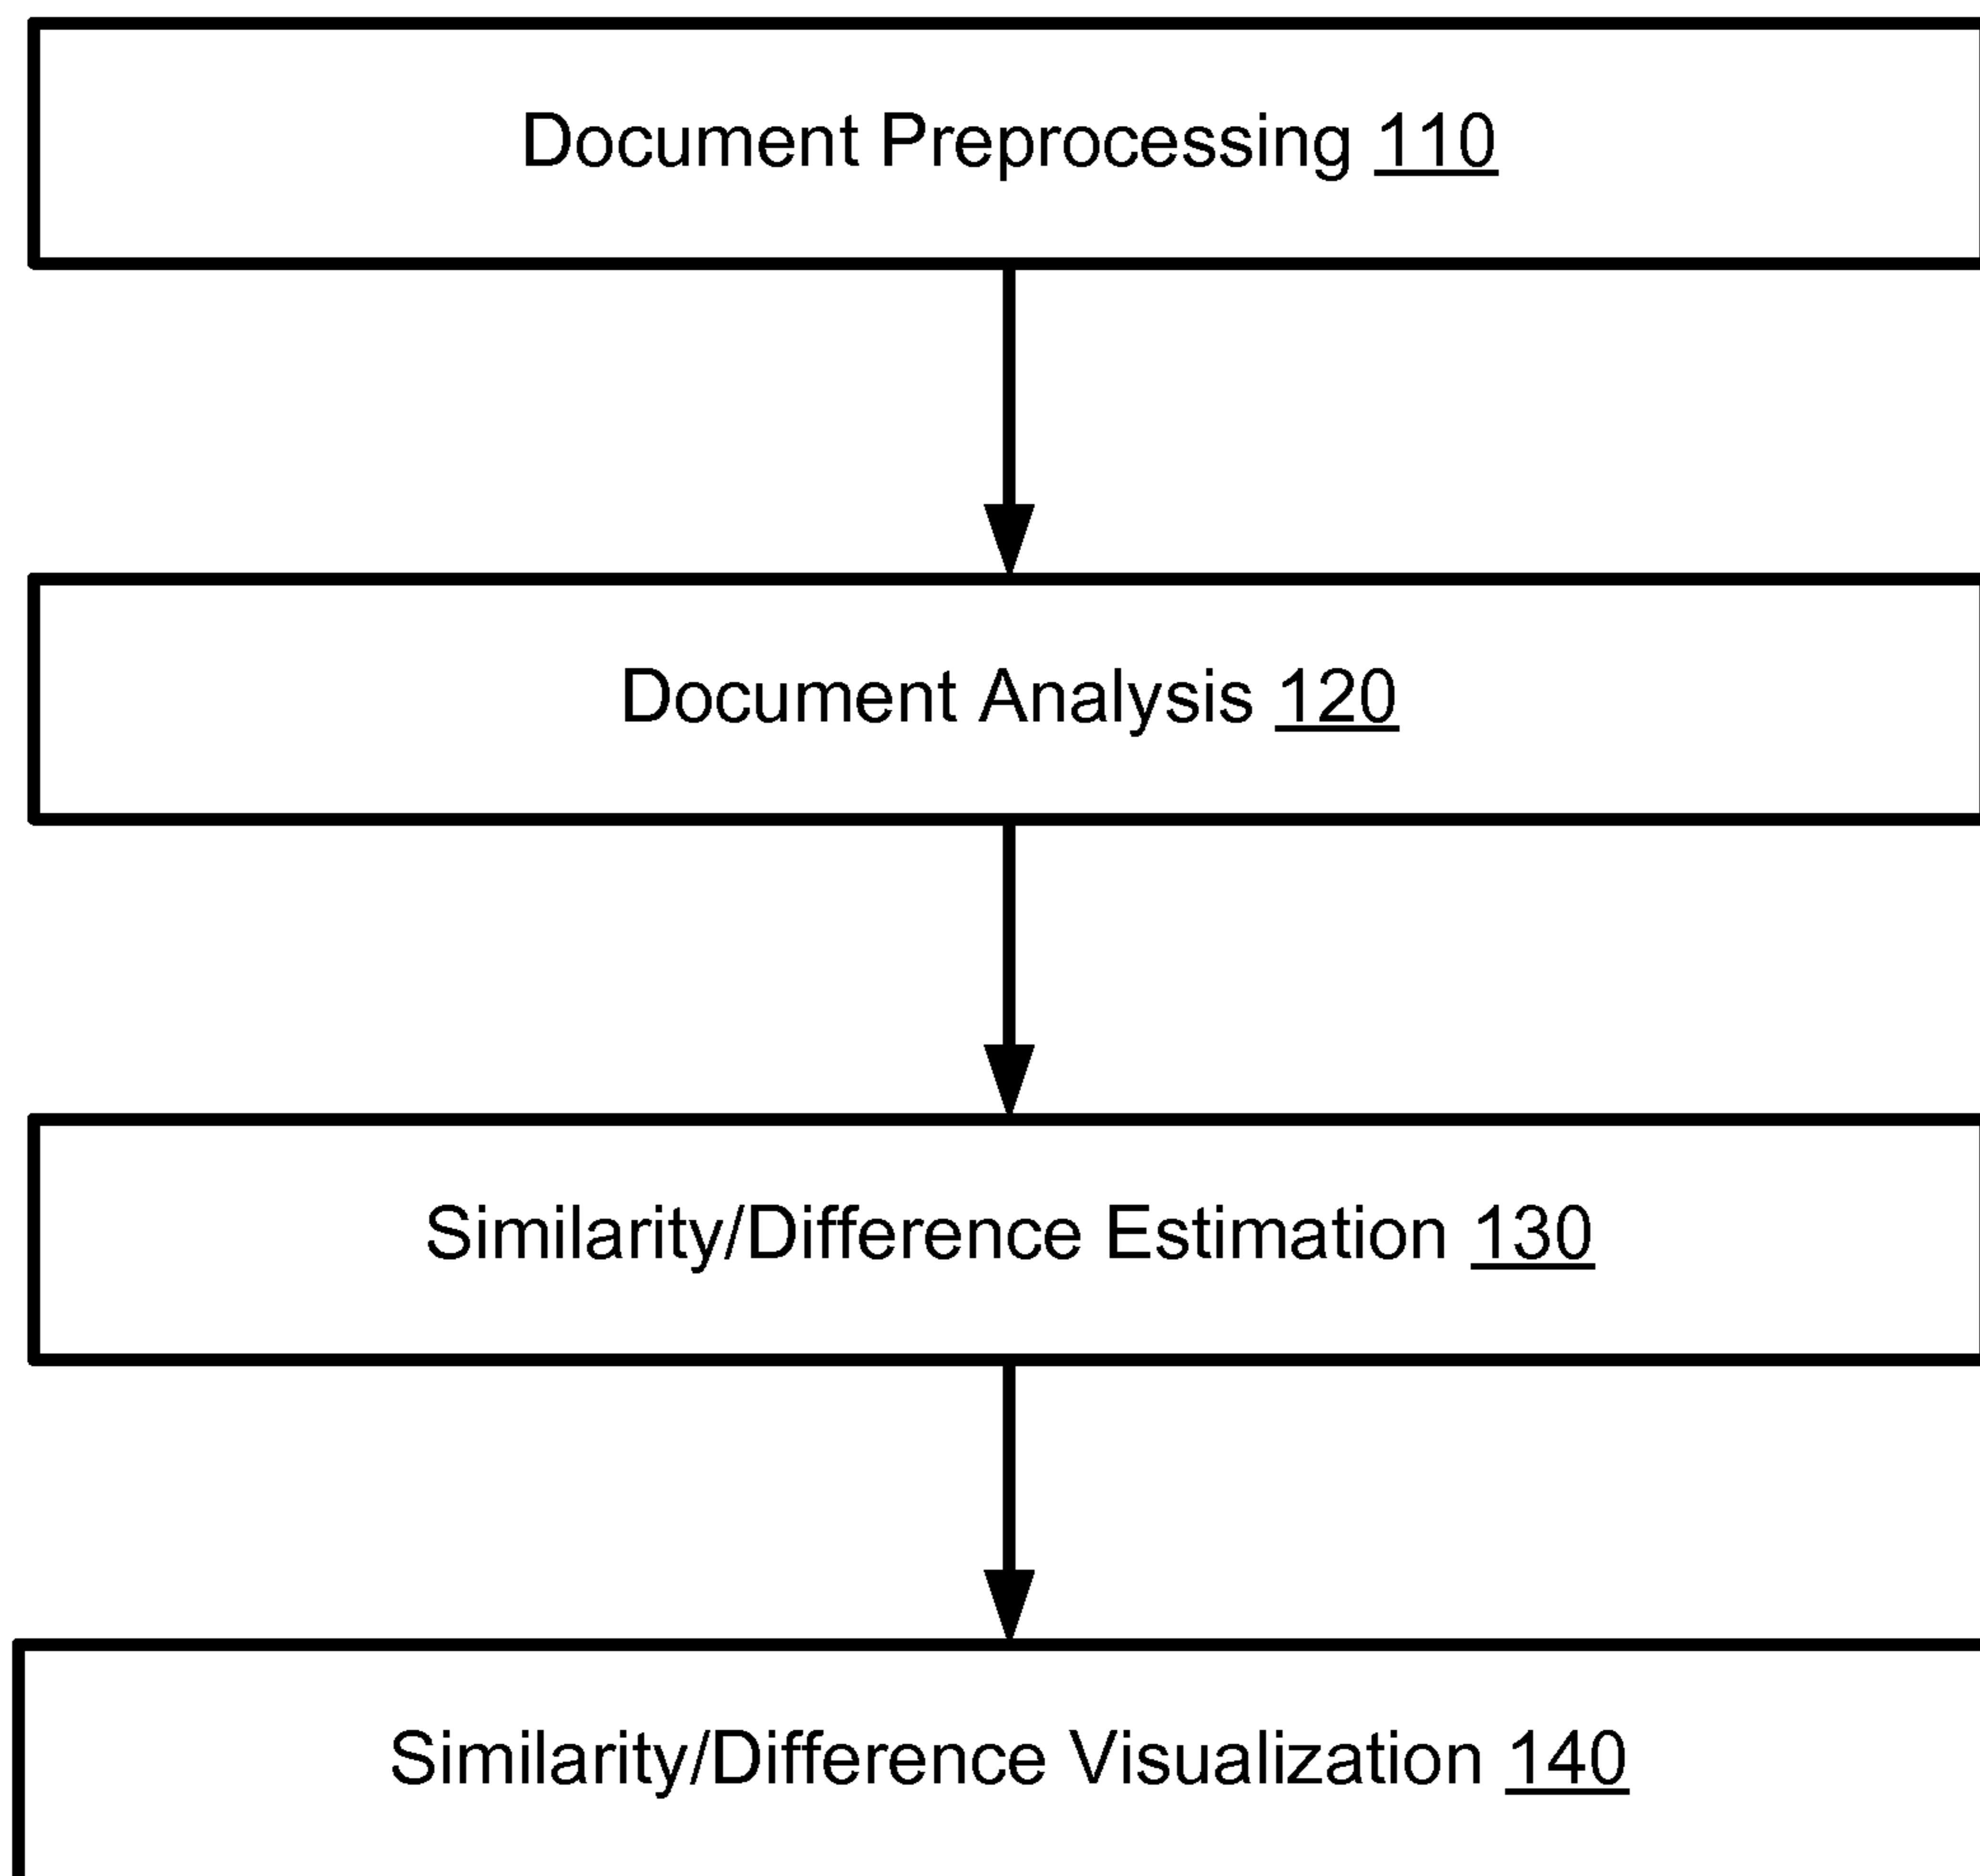 Document Preprocessing 110
Document Analysis 120
Similarity/Difference Estimation 130
Similarity/Difference Visualization 140